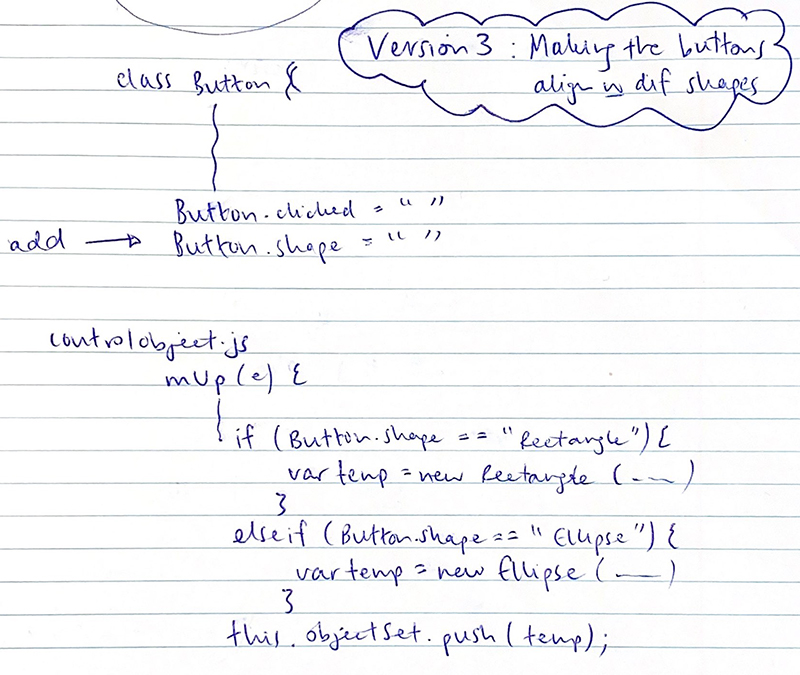 Version 3 : Making the buttons
align in dif shapes
class Button {
Button.clicked = " "
add → Button.shape = " "
controlobject.js
mUp (e) {
if (Button.shape == "Rectangle") {
var temp = new Rectangle ( --- )
}
elseif (Button.shape == "Ellipse") {
var temp = new Ellipse ( — )
}
this.objectSet.push(temp);